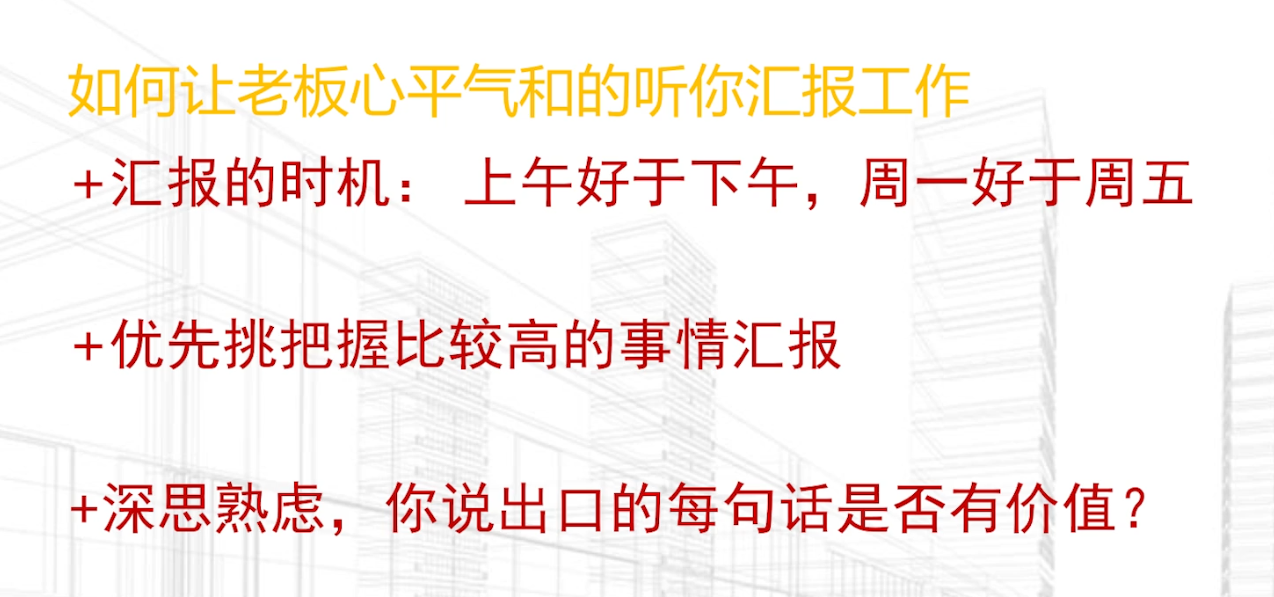 如何让老板心平气和的听你汇报工作
+汇报的时机： 上午好于下午，周一好于周五
+优先挑把握比较高的事情汇报
+深思熟虑，你说出口的每句话是否有价值？